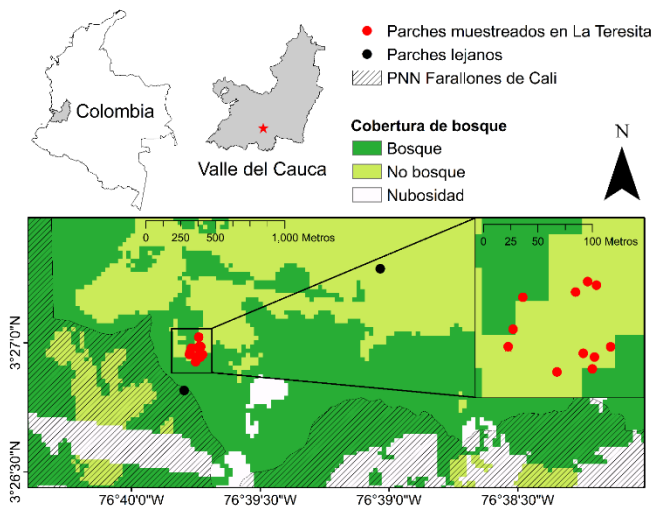 Parches muestreados en La Teresita
Parches lejanos
PNN Farallones de Cali
Colombia
Valle del Cauca
Cobertura de bosque
Bosque
No bosque
Nubosidad
N
0 250 500 1,000 Metros
0 25 50 100 Metros
3°27'0"N
3°26'30"N
76°40'0"W 76°39'30"W 76°39'0"W 76°38'30"W